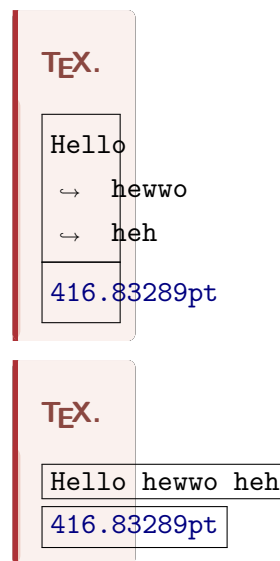 TEX.
Hello
↪ hewwo
↪ heh
416.83289pt
TEX.
Hello hewwo heh
416.83289pt